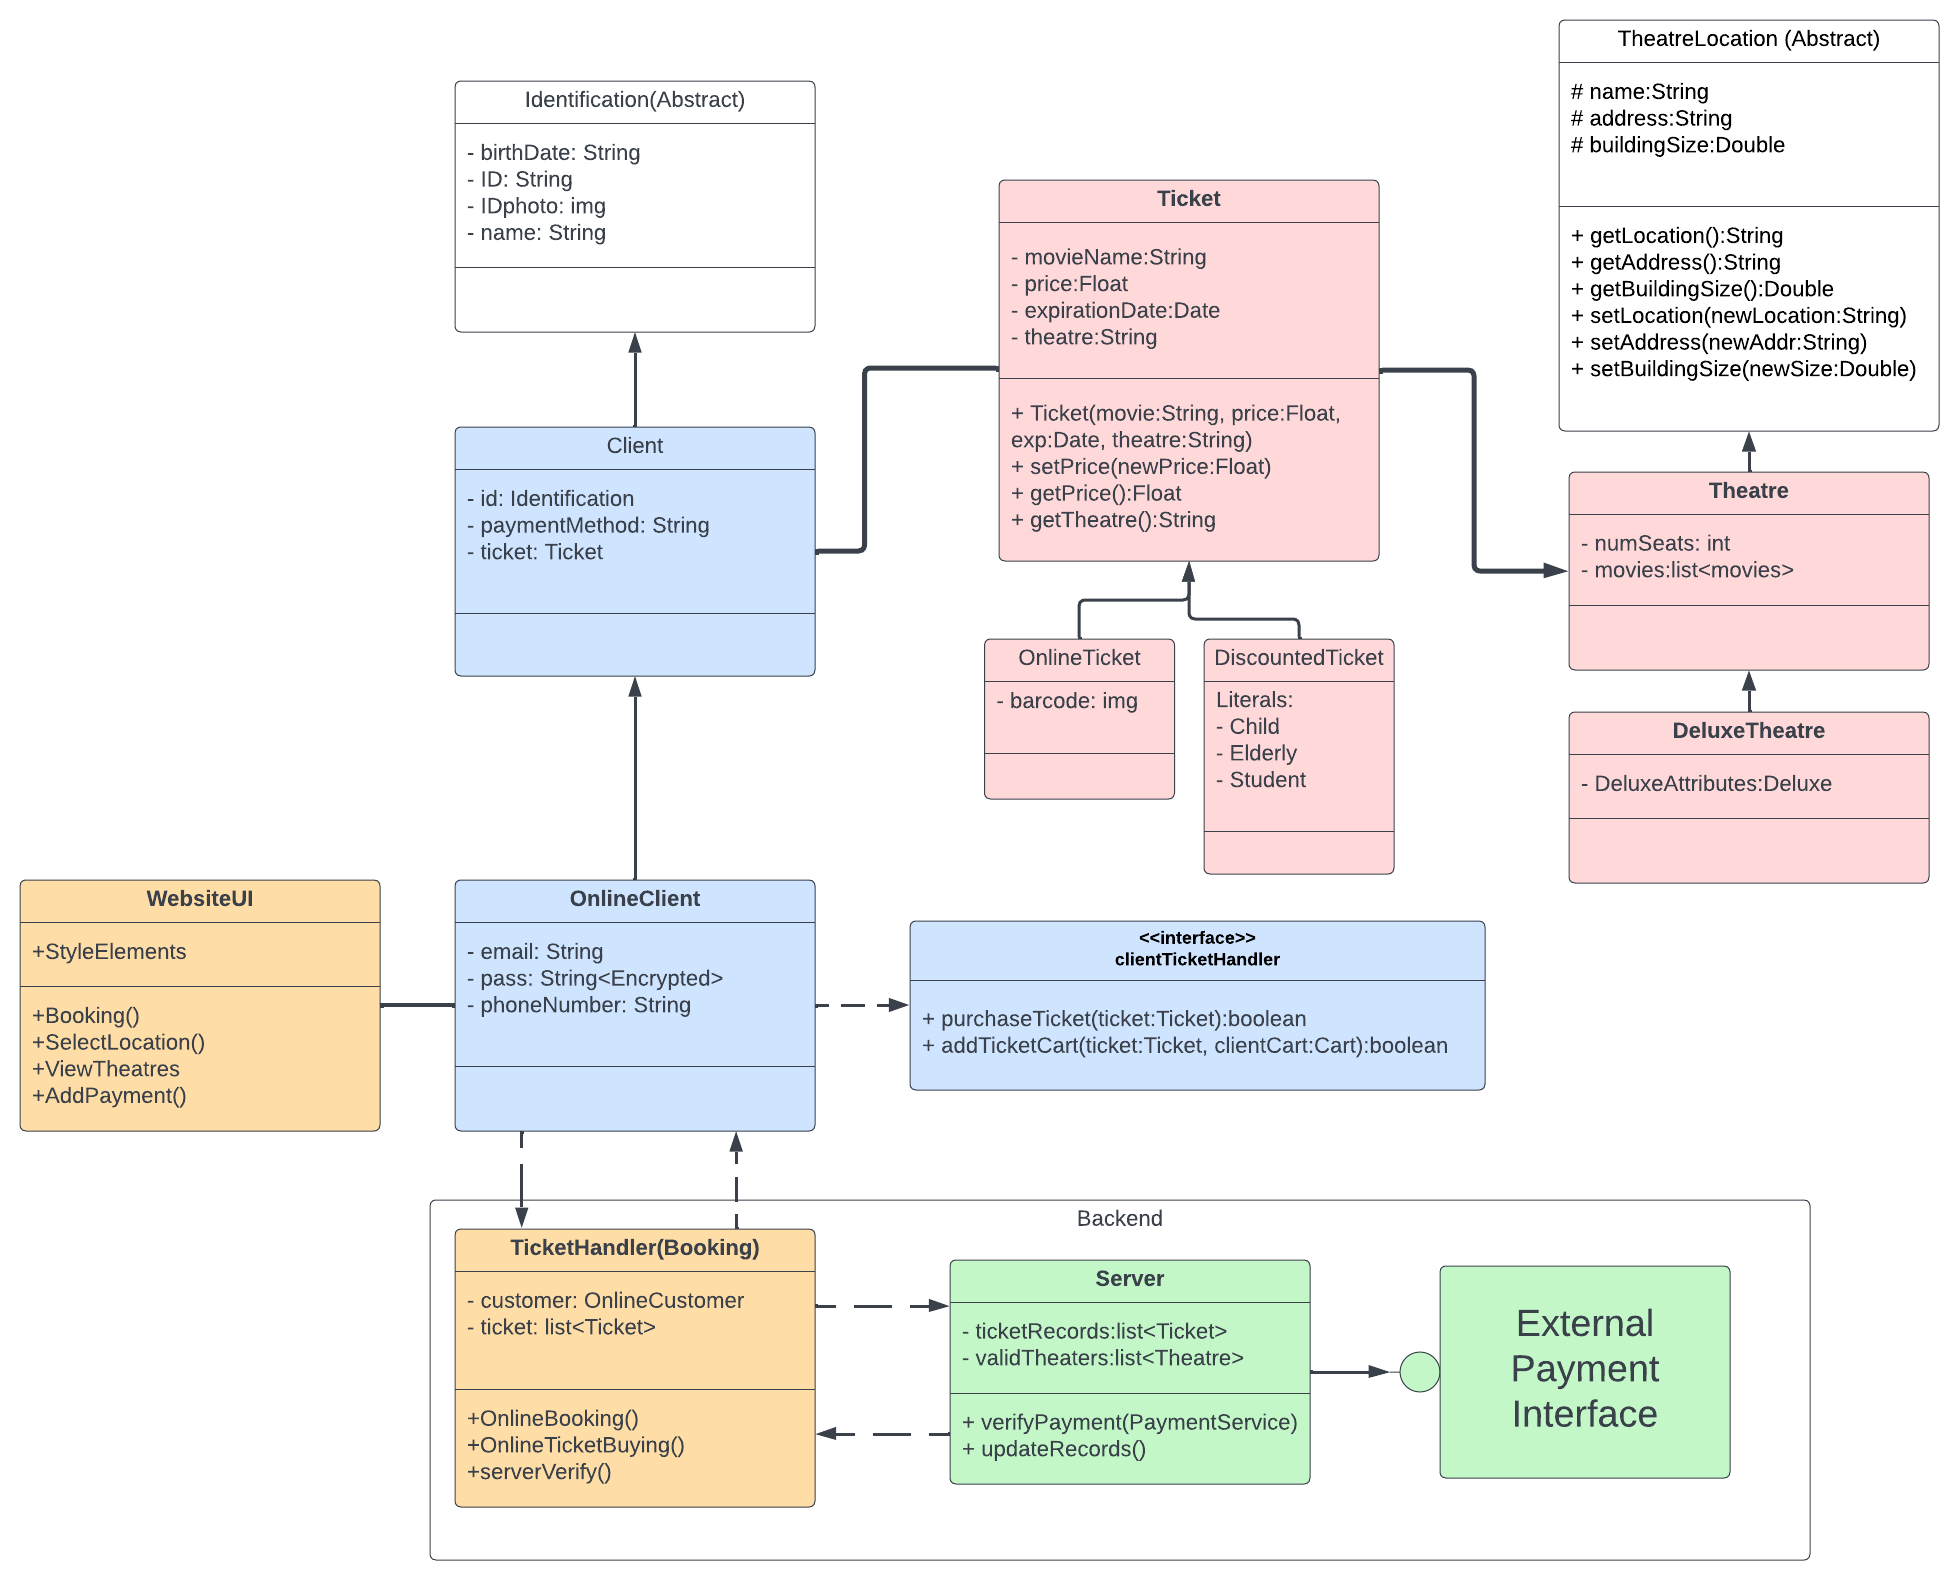 TheatreLocation (Abstract)
# name:String
# address:String
# buildingSize:Double
+ getLocation():String
+ getAddress():String
+ getBuildingSize():Double
+ setLocation(newLocation:String)
+ setAddress(newAddr:String)
+ setBuildingSize(newSize:Double)
Identification(Abstract)
- birthDate: String
- ID: String
- IDphoto: img
- name: String
Ticket
- movieName:String
- price:Float
- expirationDate:Date
- theatre:String
+ Ticket(movie:String, price:Float,
exp:Date, theatre:String)
+ setPrice(newPrice:Float)
+ getPrice():Float
+ getTheatre():String
Client
- id: Identification
- paymentMethod: String
- ticket: Ticket
Theatre
- numSeats: int
- movies:list<movies>
OnlineTicket
- barcode: img
DiscountedTicket
Literals:
- Child
- Elderly
- Student
DeluxeTheatre
- DeluxeAttributes:Deluxe
WebsiteUI
+StyleElements
+Booking()
+SelectLocation()
+ViewTheatres
+AddPayment()
OnlineClient
- email: String
- pass: String<Encrypted>
- phoneNumber: String
<<interface>>
clientTicketHandler
+ purchaseTicket(ticket:Ticket):boolean
+ addTicketCart(ticket:Ticket, clientCart:Cart):boolean
Backend
TicketHandler(Booking)
- customer: OnlineCustomer
- ticket: list<Ticket>
+OnlineBooking()
+OnlineTicketBuying()
+serverVerify()
Server
- ticketRecords:list<Ticket>
- validTheaters:list<Theatre>
+ verifyPayment(PaymentService)
+ updateRecords()
External
Payment
Interface